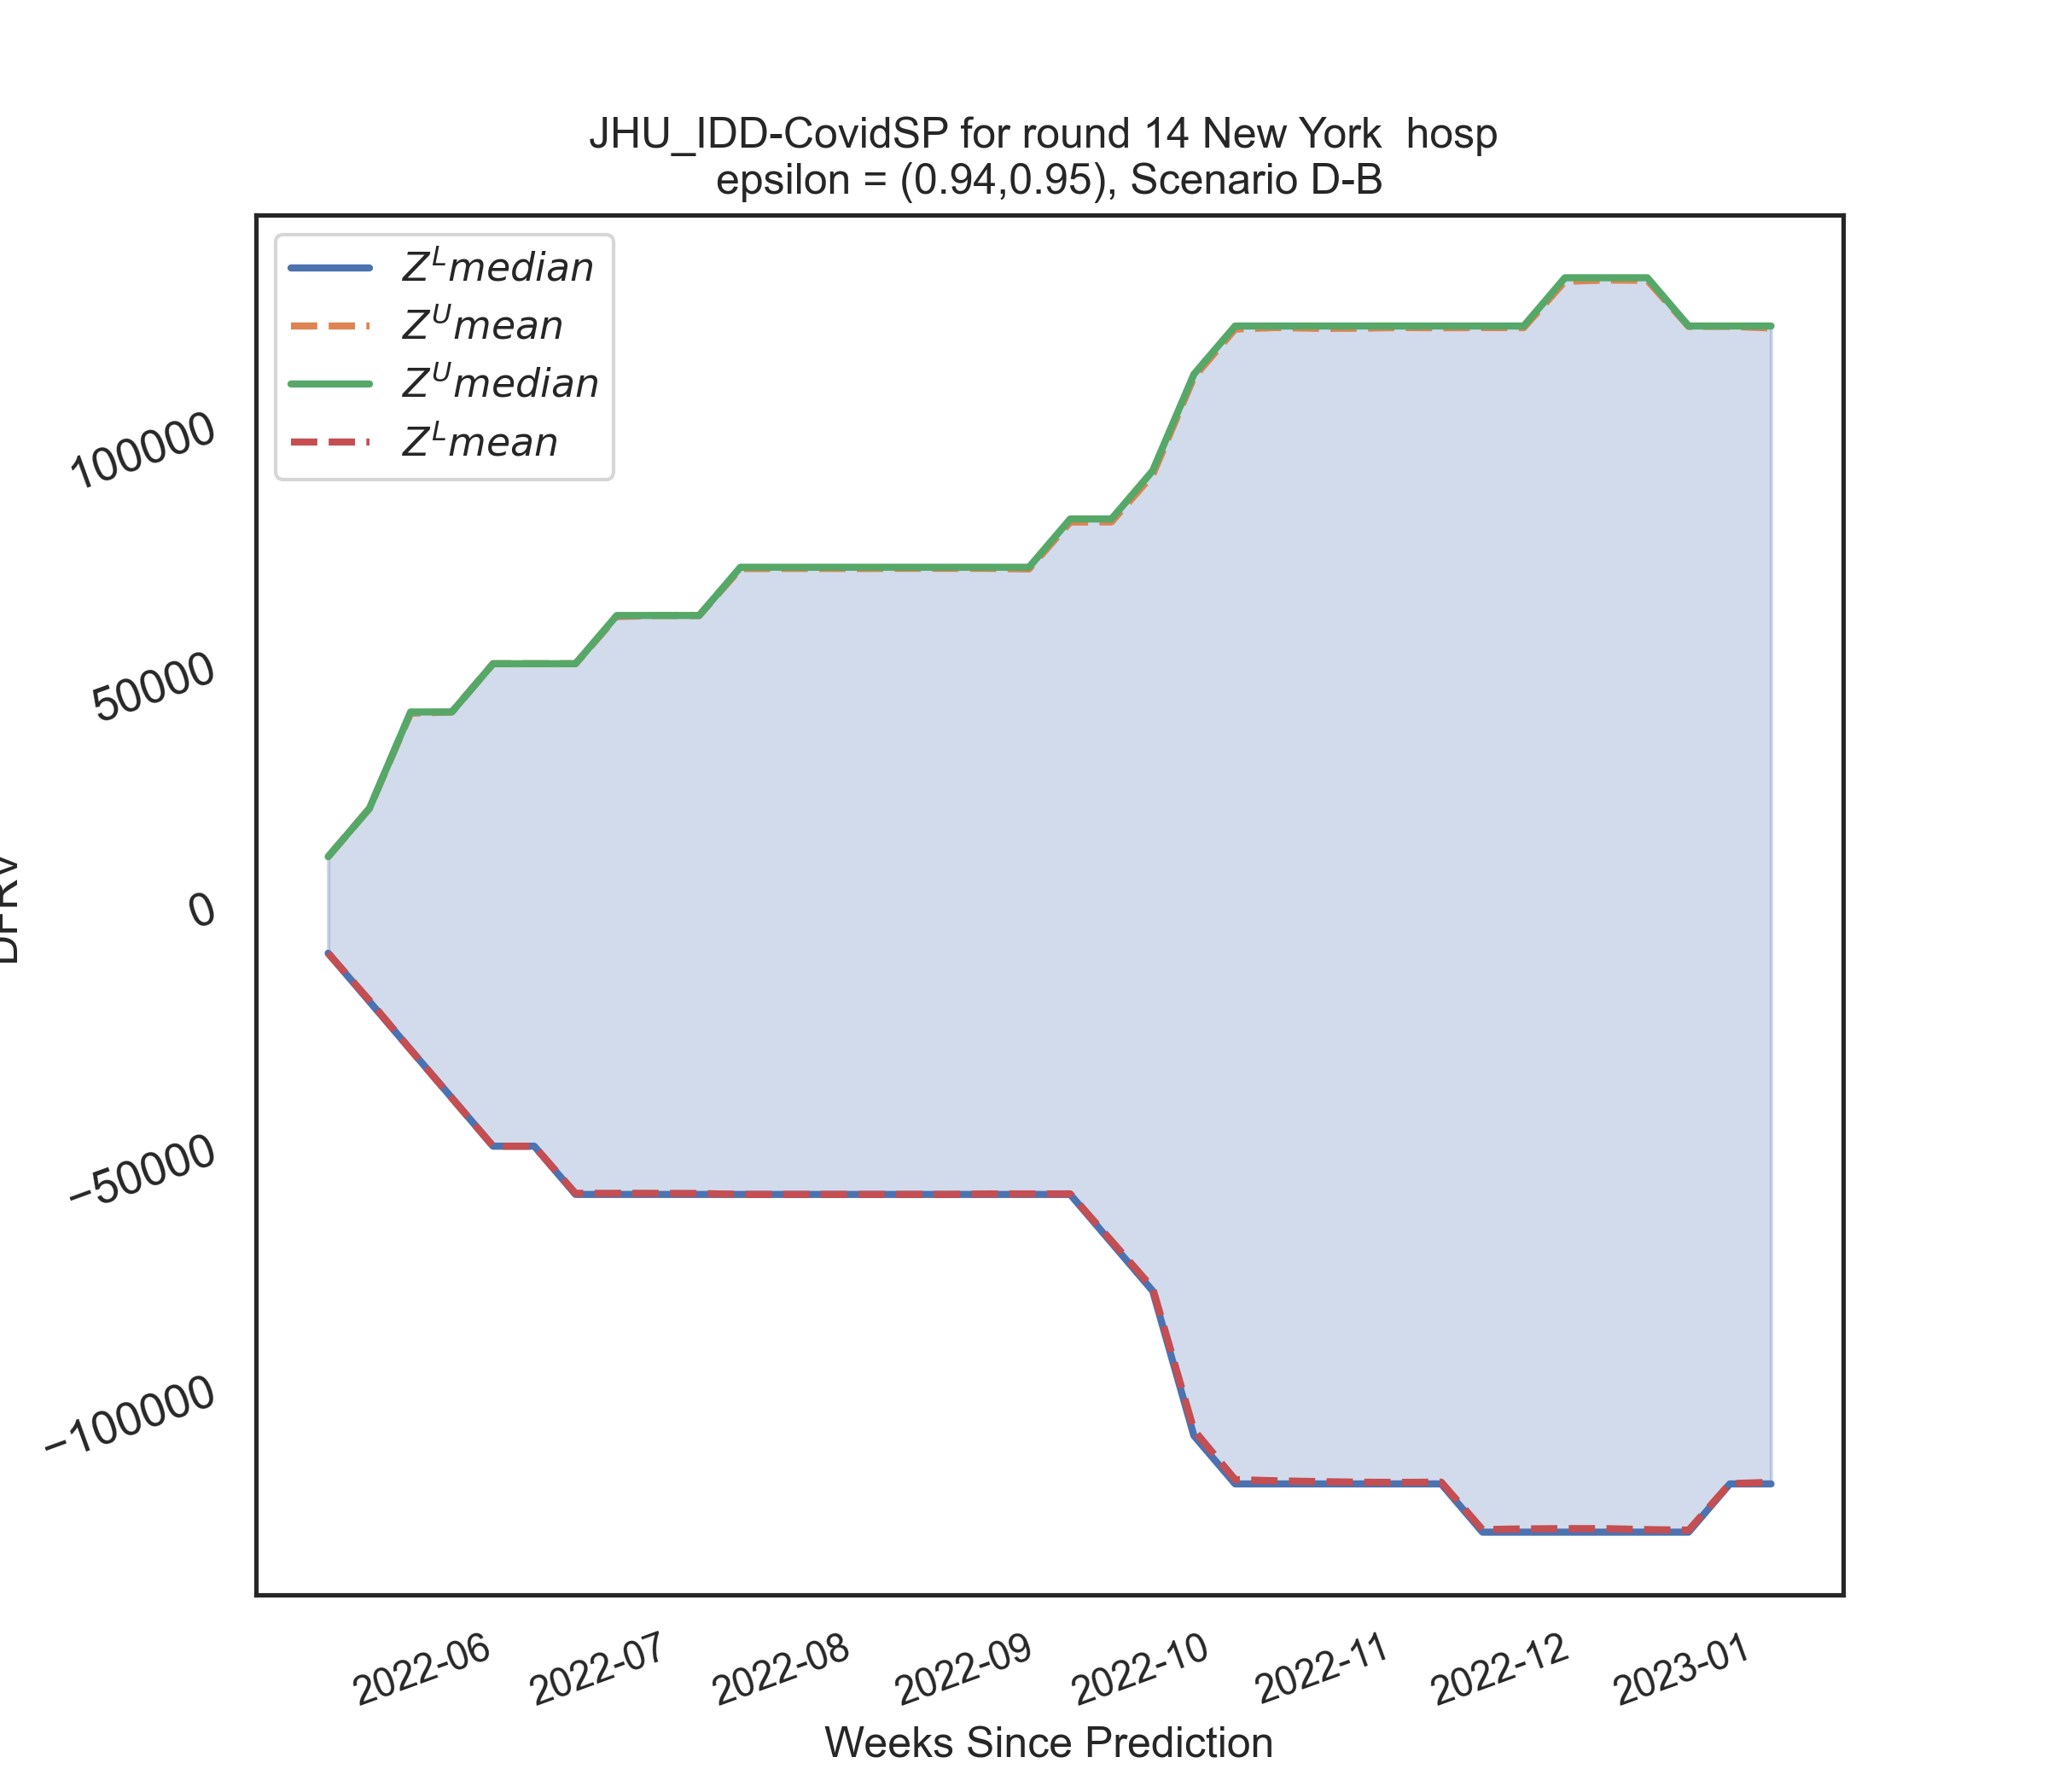 JHU_IDD-CovidSP for round 14 New York  hosp
epsilon = (0.94,0.95), Scenario D-B
Z^L median
Z^U mean
Z^U median
Z^L mean
100000
50000
0
−50000
−100000
2022-06
2022-07
2022-08
2022-09
2022-10
2022-11
2022-12
2023-01
Weeks Since Prediction